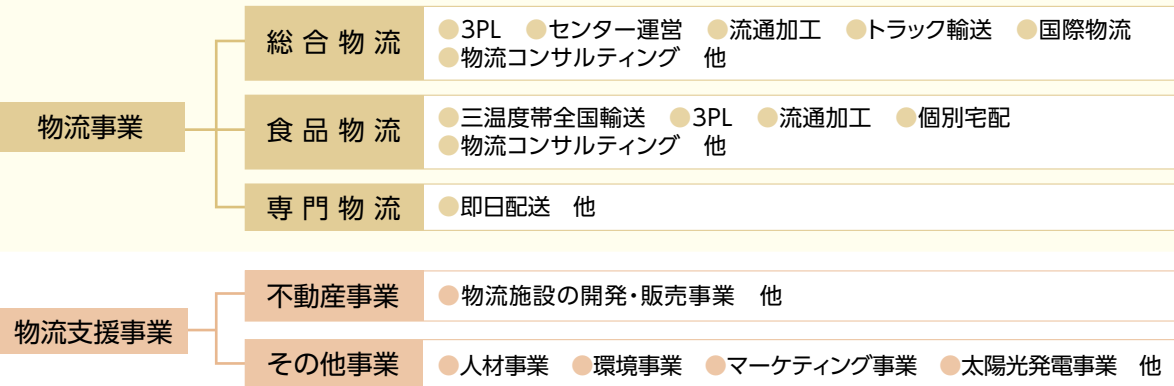 物流事業
総合物流
●3PL ●センター運営 ●流通加工 ●トラック輸送 ●国際物流
●物流コンサルティング 他
食品物流
●三温度帯全国輸送 ●3PL ●流通加工 ●個別宅配
●物流コンサルティング 他
専門物流
●即日配送 他
物流支援事業
不動産事業
●物流施設の開発・販売事業 他
その他事業
●人材事業 ●環境事業 ●マーケティング事業 ●太陽光発電事業 他